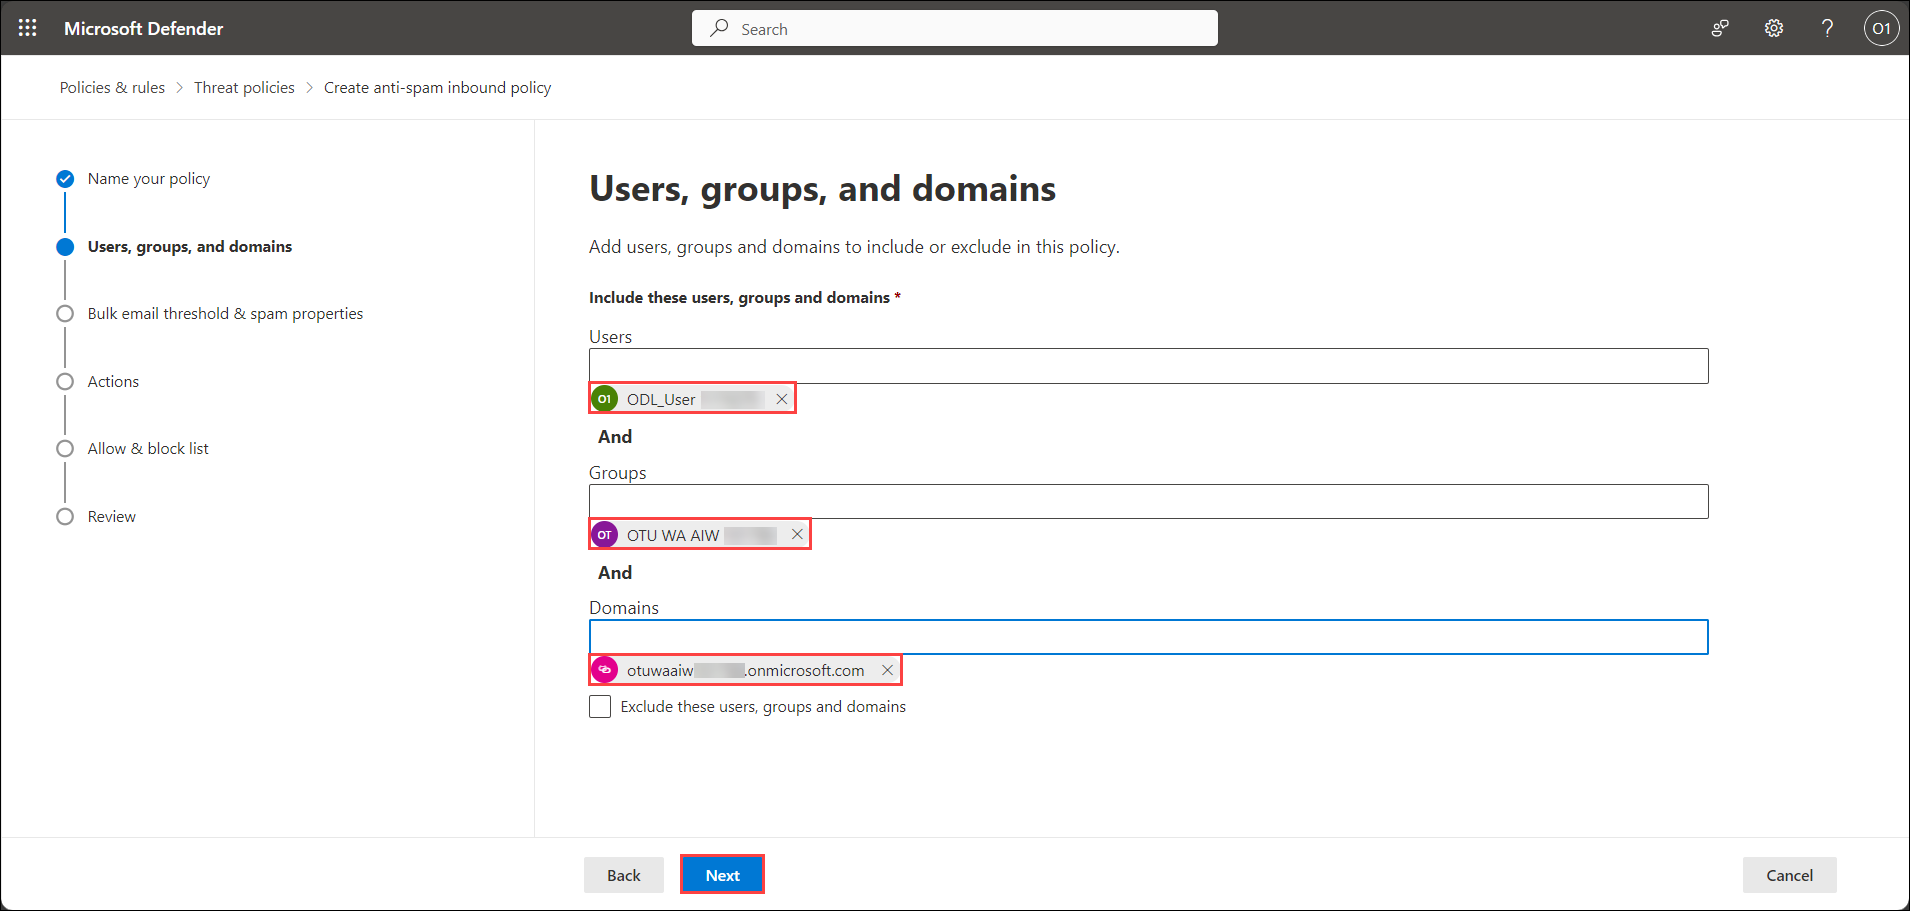 Microsoft Defender
Search
O1
Policies & rules > Threat policies > Create anti-spam inbound policy
Name your policy
Users, groups, and domains
Bulk email threshold & spam properties
Actions
Allow & block list
Review
Users, groups, and domains
Add users, groups and domains to include or exclude in this policy.
Include these users, groups and domains *
Users
O1 ODL_User
And
Groups
OT OTU WA AIW
And
Domains
otuwaaiw .onmicrosoft.com
Exclude these users, groups and domains
Back
Next
Cancel